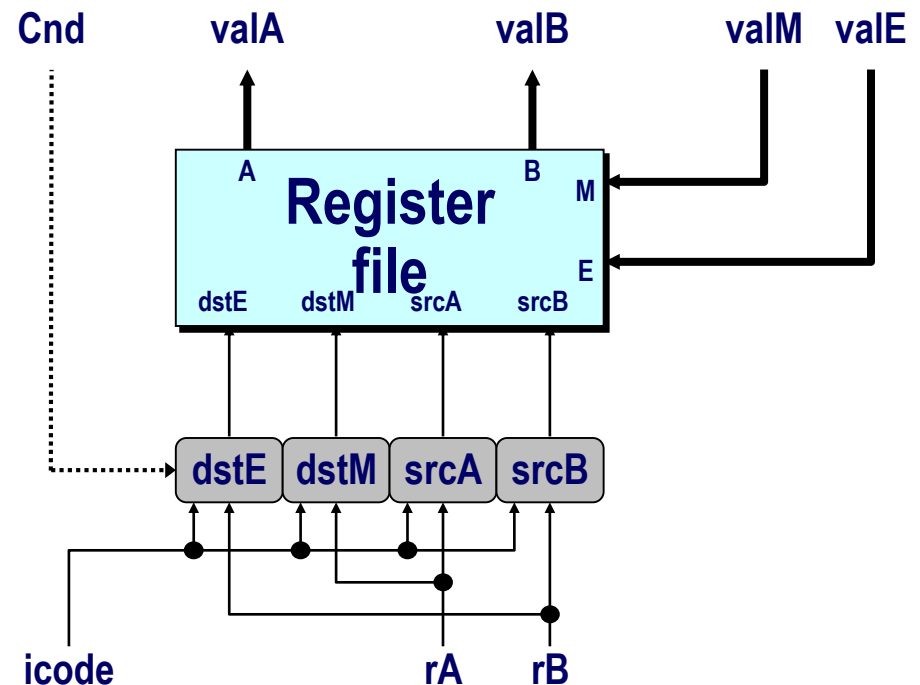 Cnd valA valB valM valE
A B
Register
M
file
E
dstE dstM srcA srcB
dstE dstM srcA srcB
icode rA rB